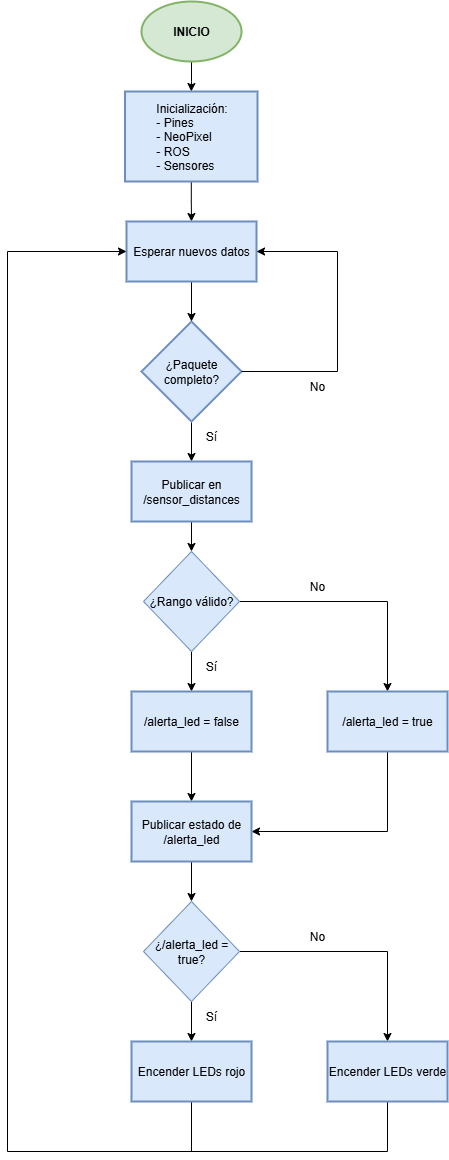 INICIO
Inicialización:
- Pines
- NeoPixel
- ROS
- Sensores
Esperar nuevos datos
¿Paquete
completo?
No
Sí
Publicar en
/sensor_distances
¿Rango válido?
No
Sí
/alerta_led = false
/alerta_led = true
Publicar estado de
/alerta_led
¿/alerta_led =
true?
No
Sí
Encender LEDs rojo
Encender LEDs verde